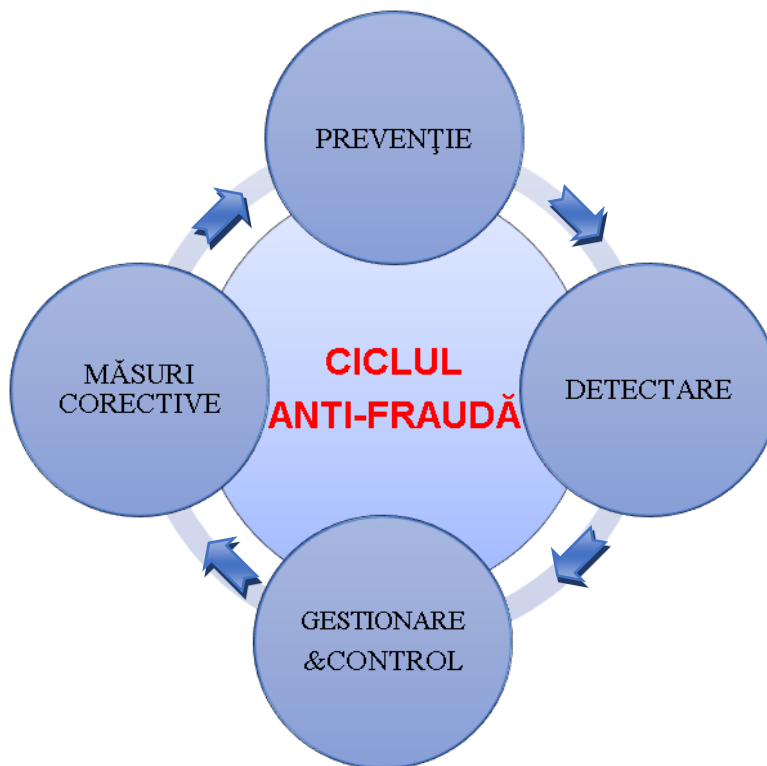 PREVENŢIE
MĂSURI
CORECTIVE
CICLUL
ANTI-FRAUDĂ
DETECTARE
GESTIONARE
&CONTROL